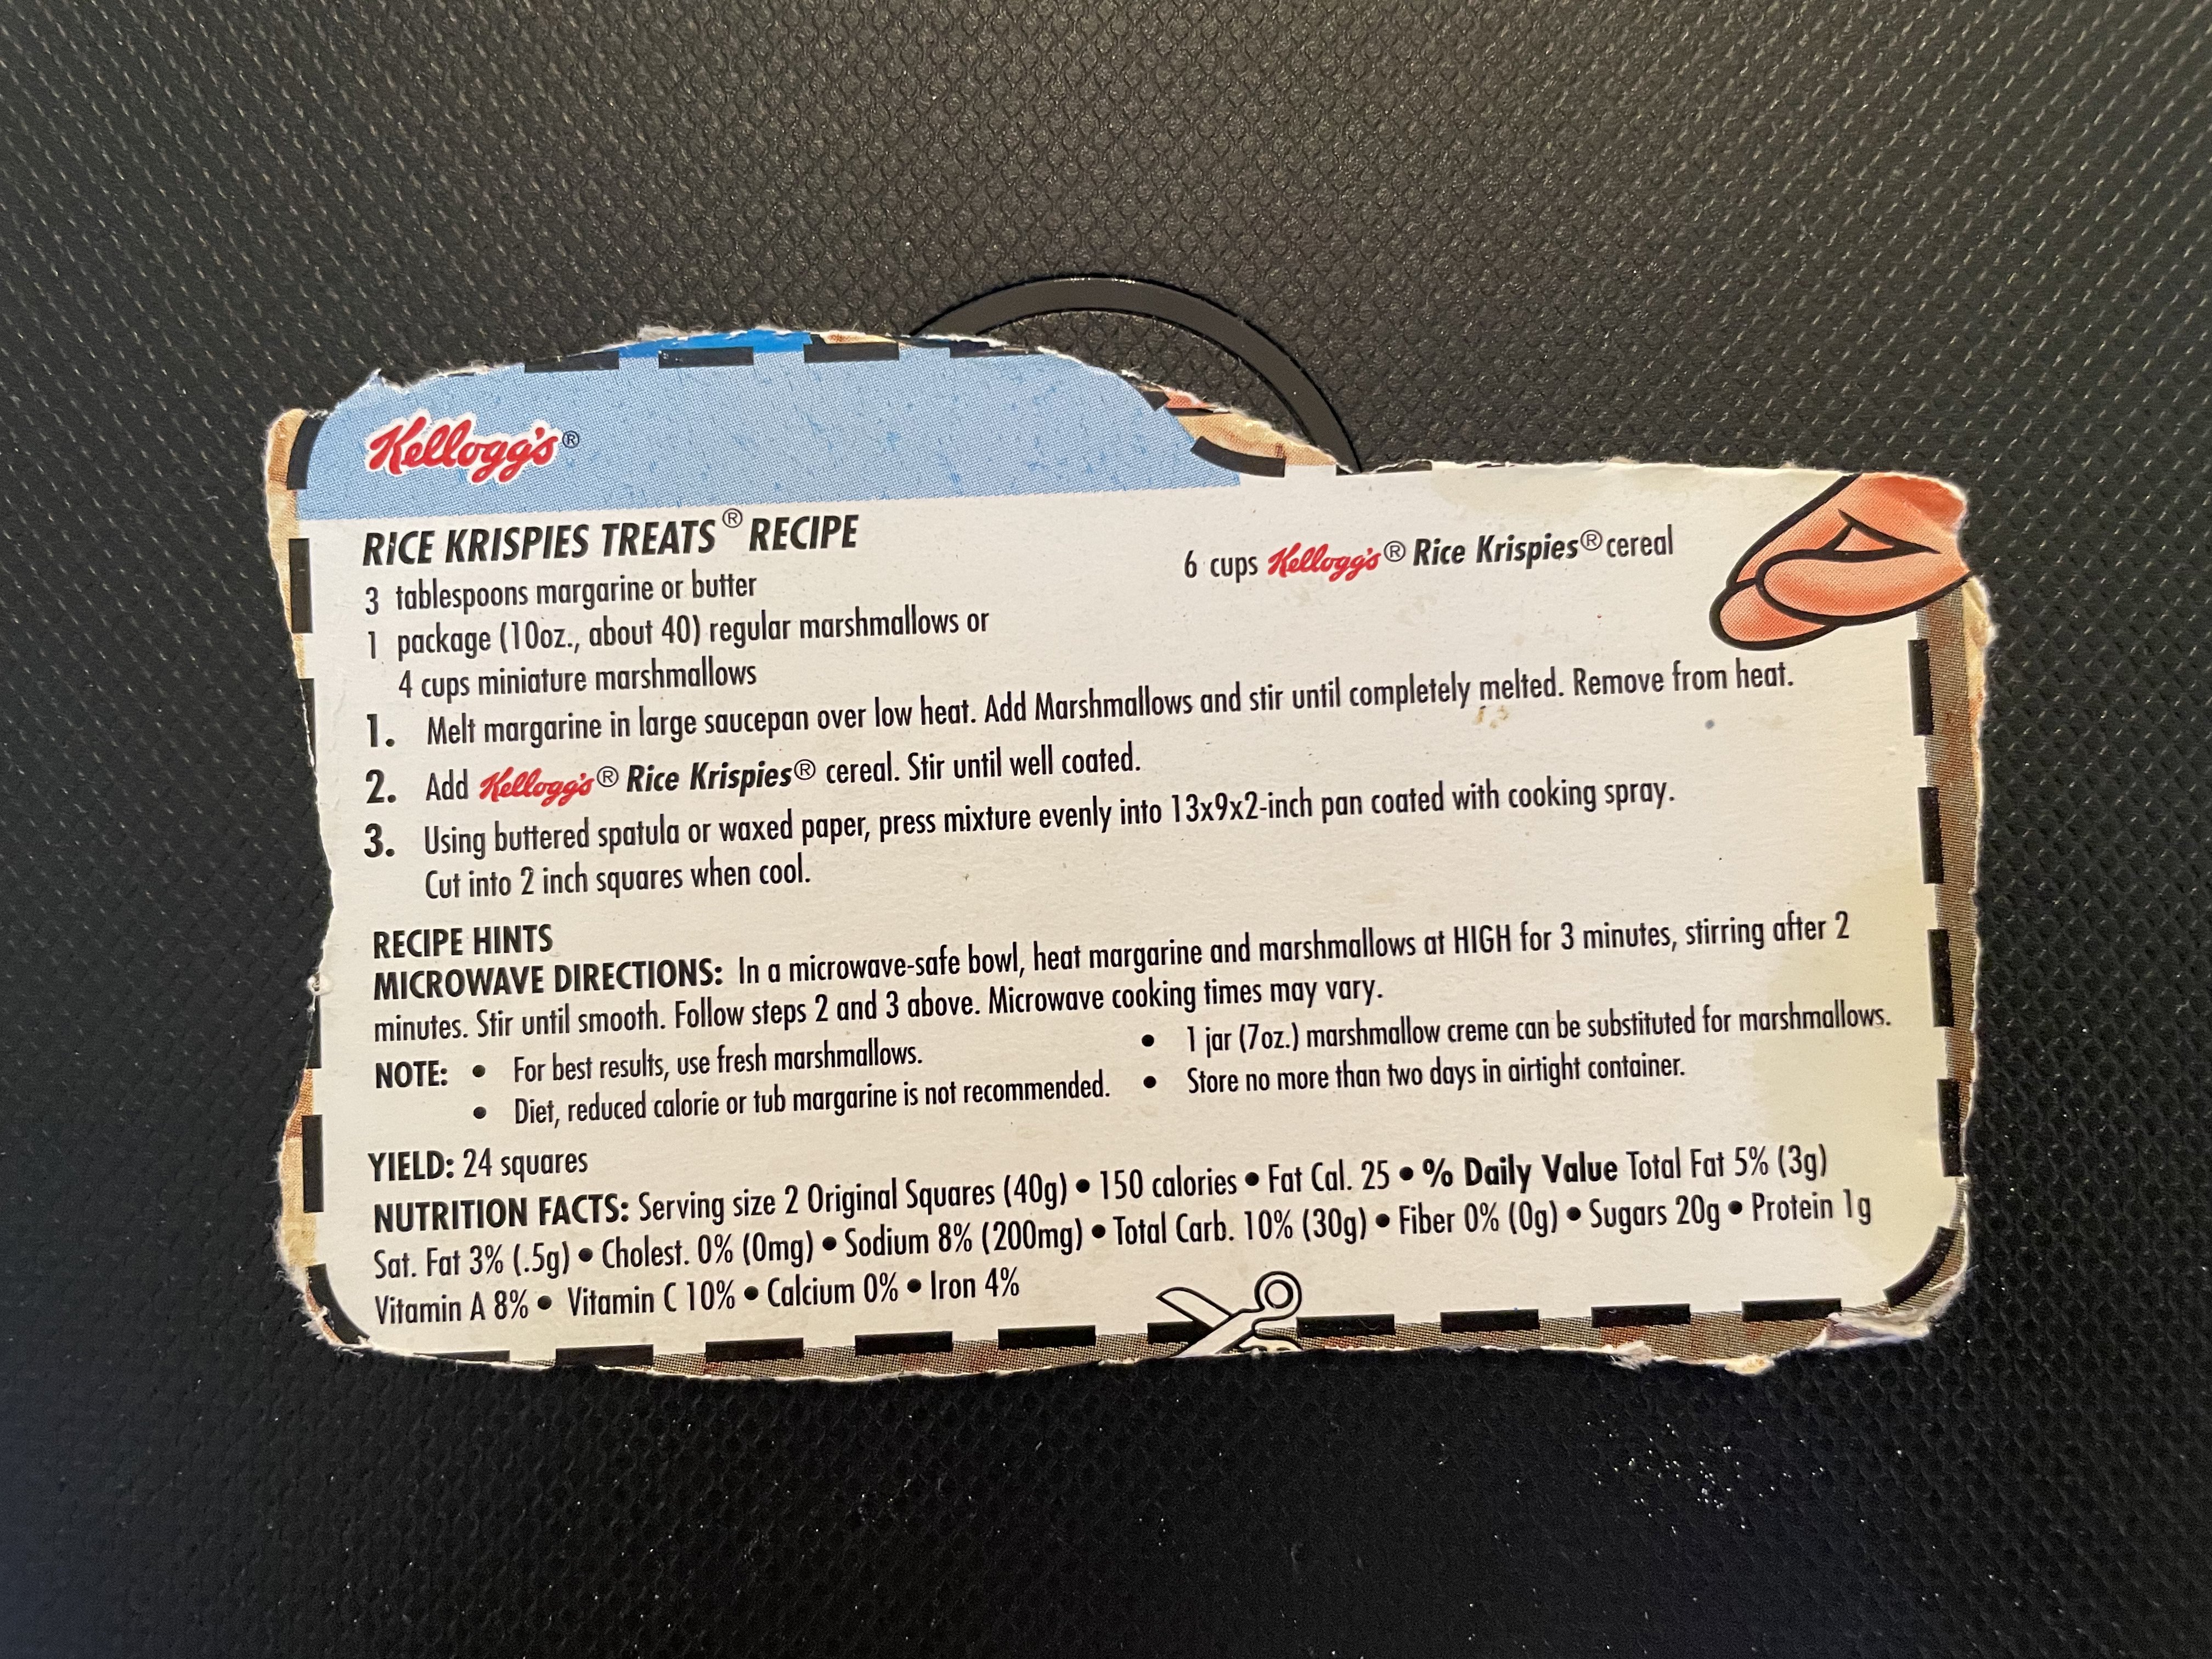 Kellogg's®
RICE KRISPIES TREATS® RECIPE
3 tablespoons margarine or butter
1 package (10oz., about 40) regular marshmallows or
4 cups miniature marshmallows
6 cups Kellogg's® Rice Krispies® cereal
1. Melt margarine in large saucepan over low heat. Add Marshmallows and stir until completely melted. Remove from heat.
2. Add Kellogg's® Rice Krispies® cereal. Stir until well coated.
3. Using buttered spatula or waxed paper, press mixture evenly into 13x9x2-inch pan coated with cooking spray.
Cut into 2 inch squares when cool.
RECIPE HINTS
MICROWAVE DIRECTIONS: In a microwave-safe bowl, heat margarine and marshmallows at HIGH for 3 minutes, stirring after 2
minutes. Stir until smooth. Follow steps 2 and 3 above. Microwave cooking times may vary.
NOTE: • For best results, use fresh marshmallows.
• Diet, reduced calorie or tub margarine is not recommended.
• 1 jar (7oz.) marshmallow creme can be substituted for marshmallows.
• Store no more than two days in airtight container.
YIELD: 24 squares
NUTRITION FACTS: Serving size 2 Original Squares (40g) • 150 calories • Fat Cal. 25 • % Daily Value Total Fat 5% (3g)
Sat. Fat 3% (.5g) • Cholest. 0% (0mg) • Sodium 8% (200mg) • Total Carb. 10% (30g) • Fiber 0% (0g) • Sugars 20g • Protein 1g
Vitamin A 8% • Vitamin C 10% • Calcium 0% • Iron 4%